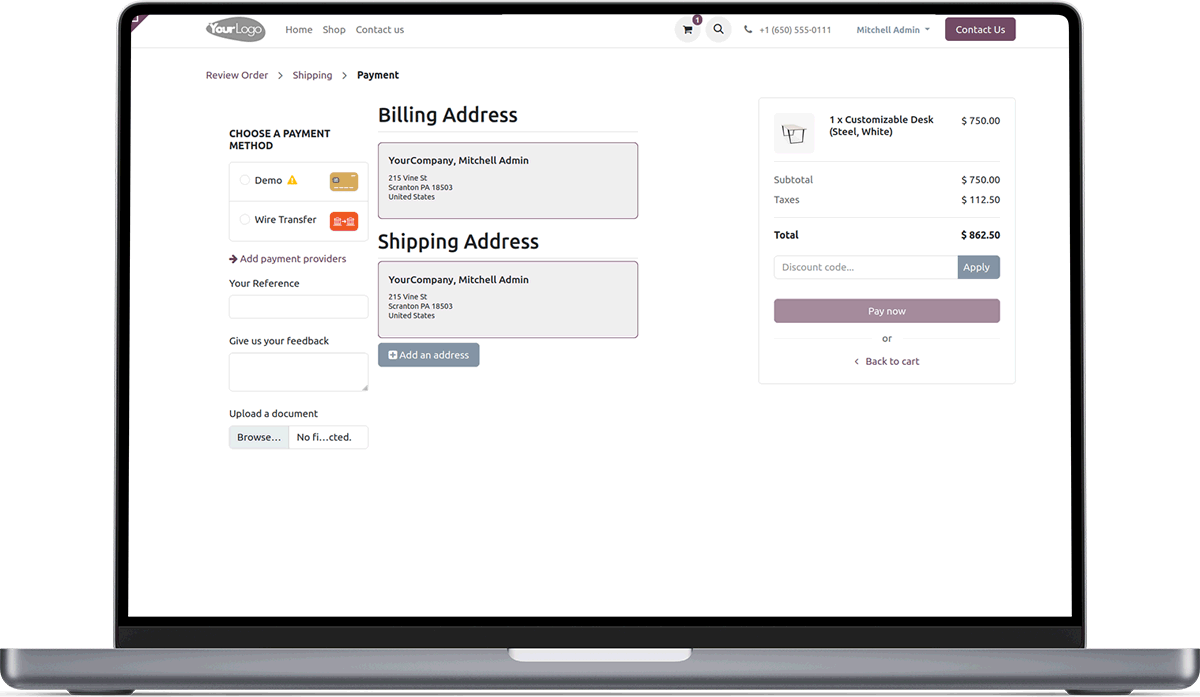 YourLogo
Home Shop Contact us
1
+1 (650) 555-0111
Mitchell Admin
Contact Us
Review Order > Shipping > Payment
CHOOSE A PAYMENT
METHOD
Demo
Wire Transfer
Add payment providers
Your Reference
Give us your feedback
Upload a document
Browse... No fi...cted.
Billing Address
YourCompany, Mitchell Admin
215 Vine St
Scranton PA 18503
United States
Shipping Address
YourCompany, Mitchell Admin
215 Vine St
Scranton PA 18503
United States
Add an address
1 x Customizable Desk $ 750.00
(Steel, White)
Subtotal $ 750.00
Taxes $ 112.50
Total $ 862.50
Discount code... Apply
Pay now
or
< Back to cart